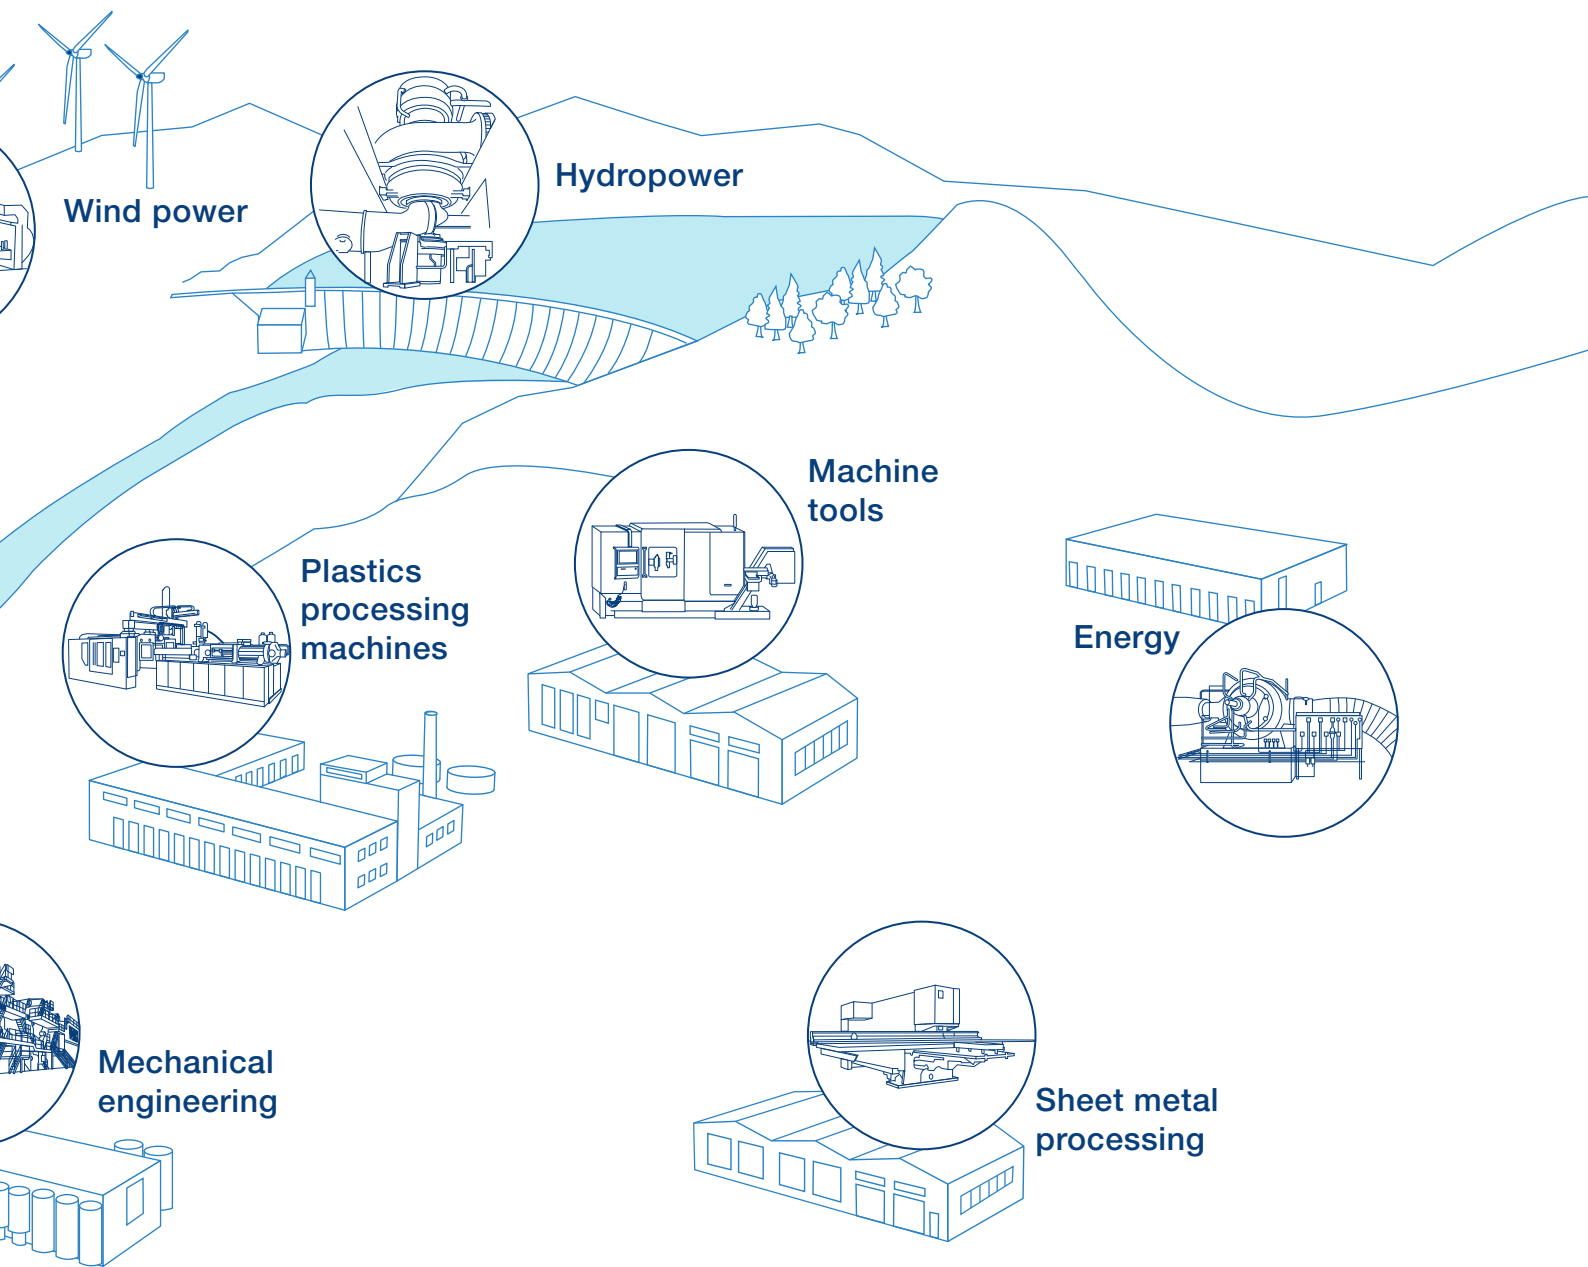 Hydropower
Wind power
Machine
tools
Plastics
processing
machines
Energy
Mechanical
engineering
Sheet metal
processing